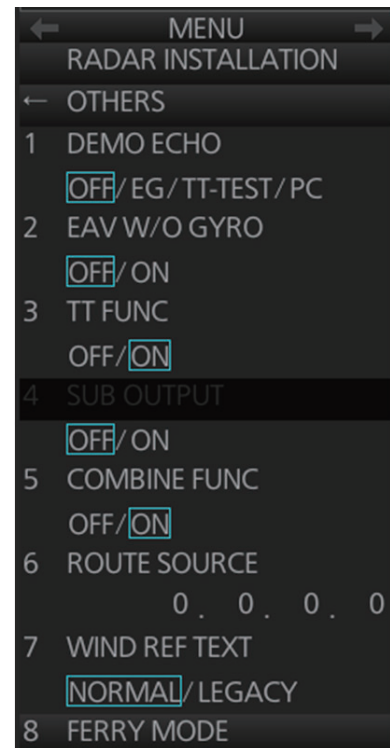 ← MENU →
RADAR INSTALLATION
← OTHERS
1 DEMO ECHO
OFF/EG/TT-TEST/PC
2 EAV W/O GYRO
OFF/ON
3 TT FUNC
OFF/ON
4 SUB OUTPUT
OFF/ON
5 COMBINE FUNC
OFF/ON
6 ROUTE SOURCE
0. 0. 0. 0
7 WIND REF TEXT
NORMAL/LEGACY
8 FERRY MODE